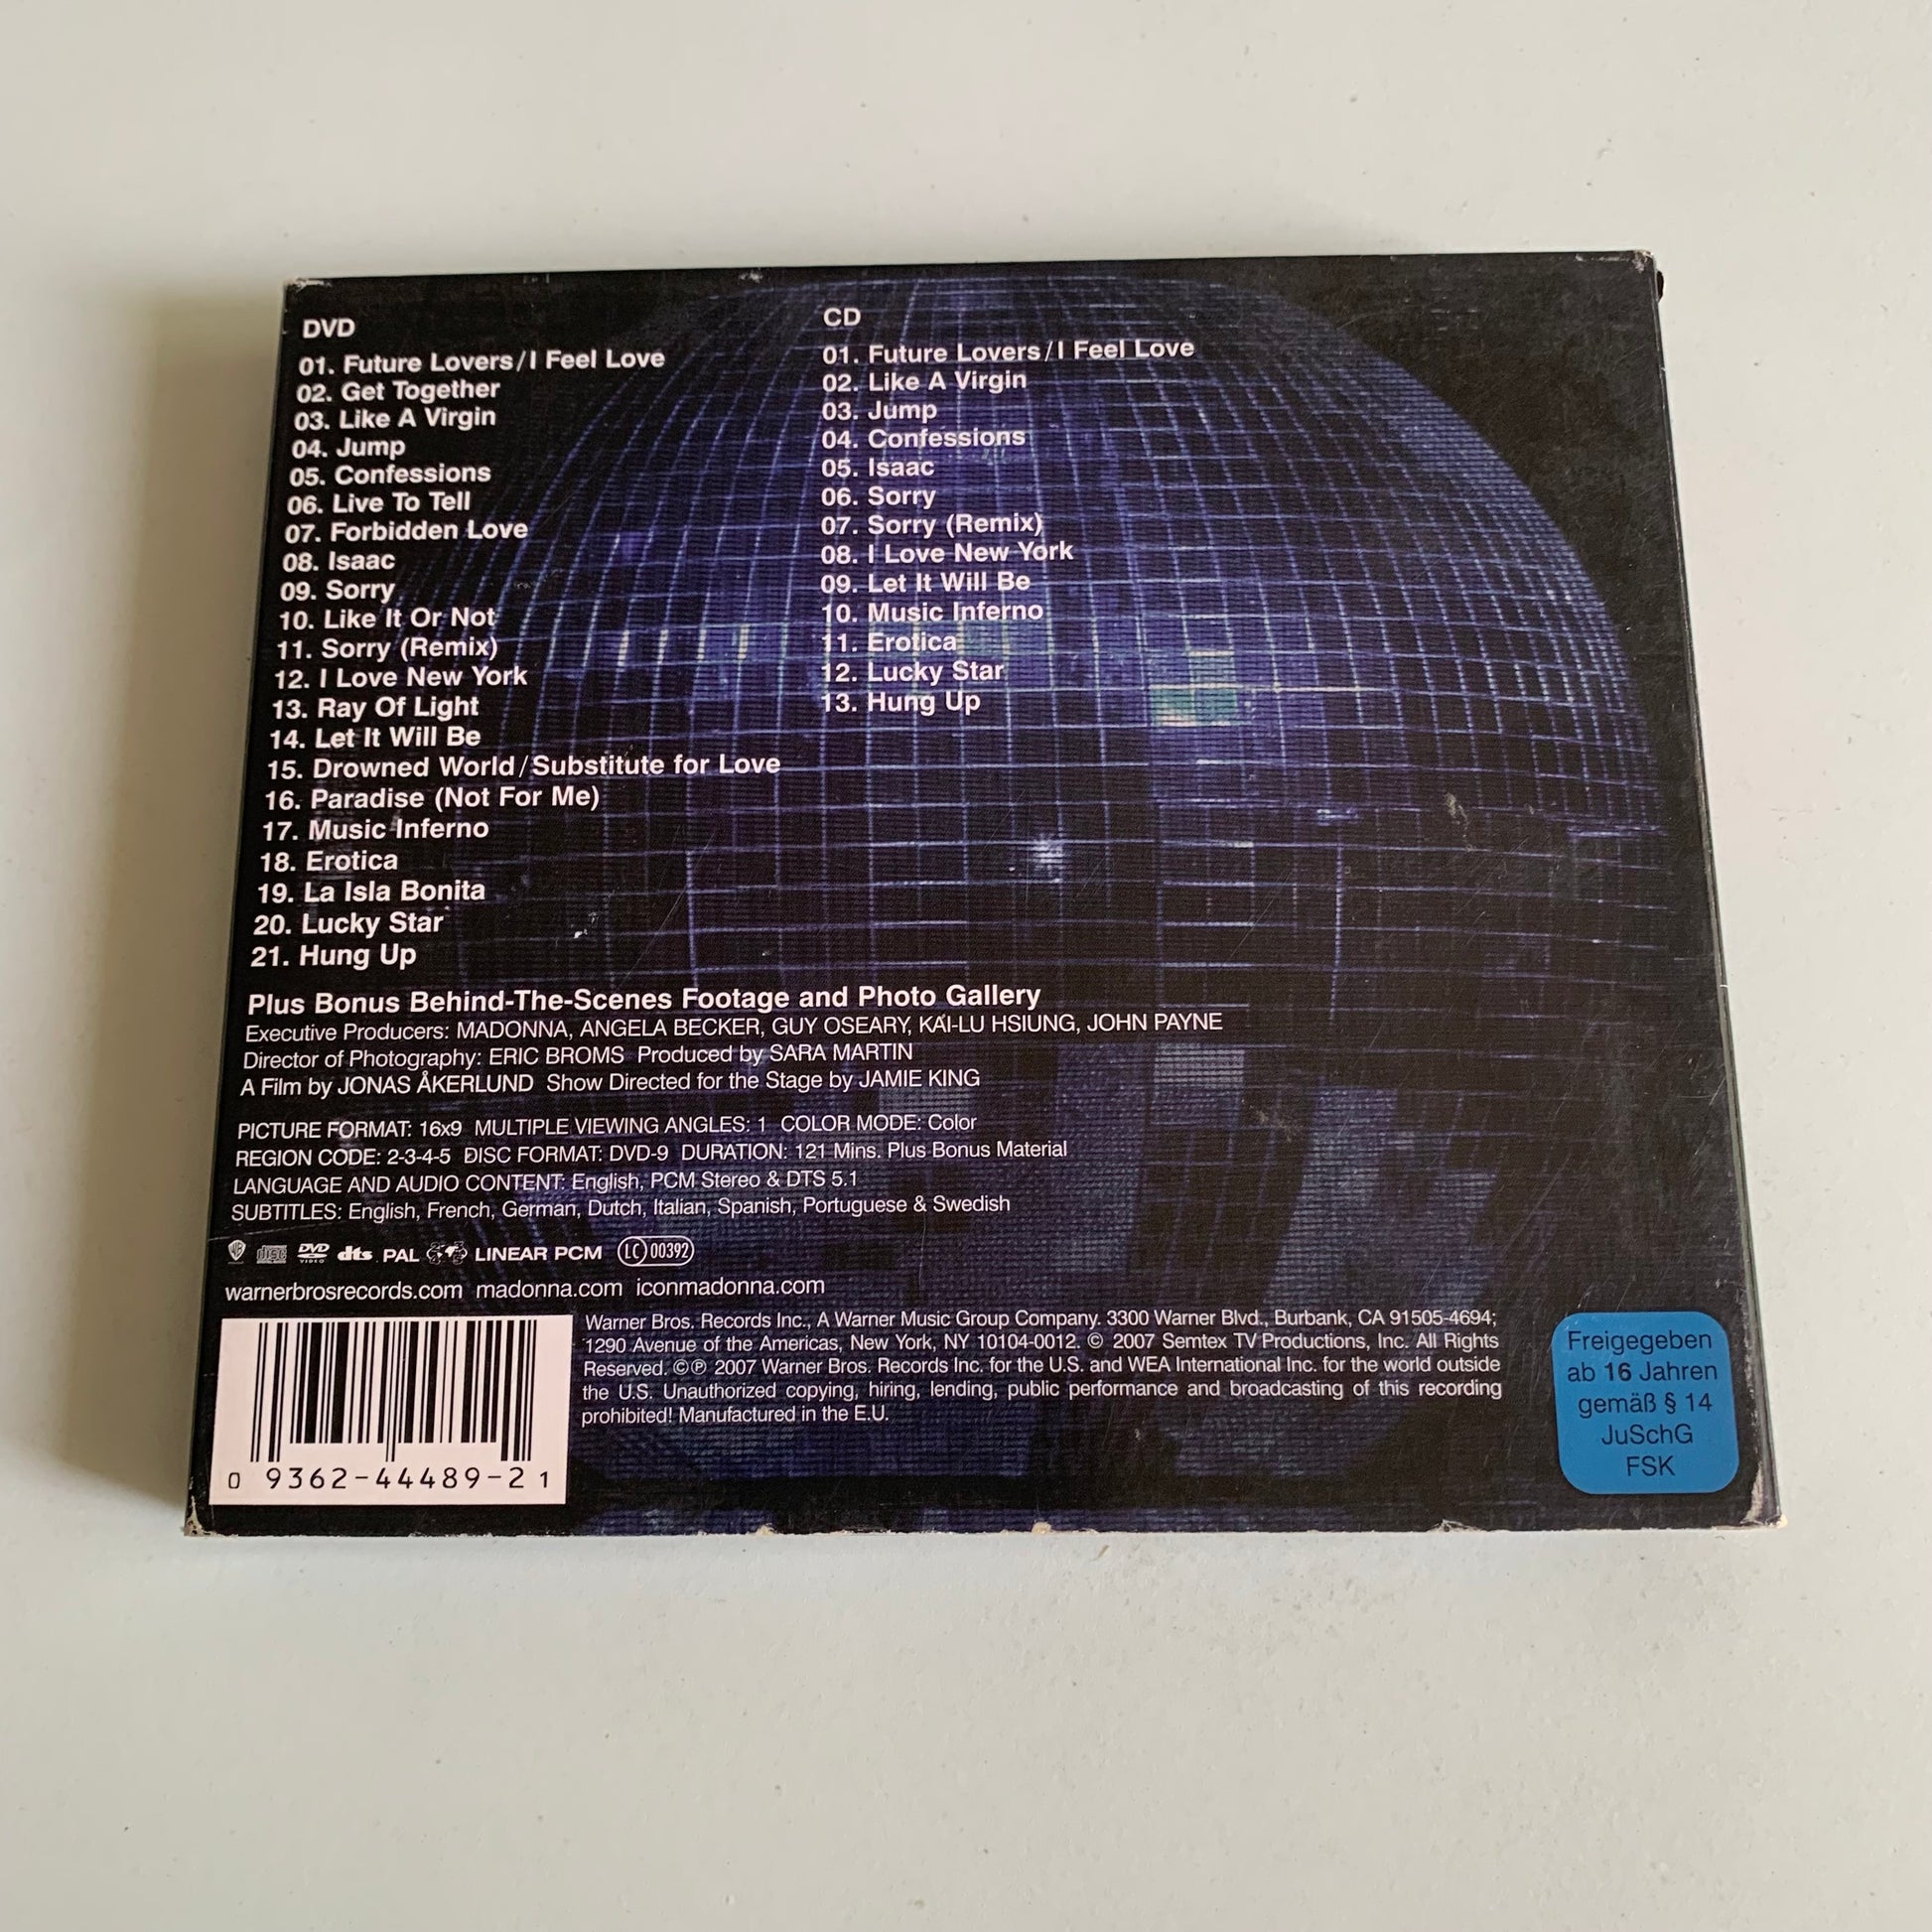 DVD
01. Future Lovers/I Feel Love
02. Get Together
03. Like A Virgin
04. Jump
05. Confessions
06. Live To Tell
07. Forbidden Love
08. Isaac
09. Sorry
10. Like It Or Not
11. Sorry (Remix)
12. I Love New York
13. Ray Of Light
14. Let It Will Be
15. Drowned World/Substitute for Love
16. Paradise (Not For Me)
17. Music Inferno
18. Erotica
19. La Isla Bonita
20. Lucky Star
21. Hung Up
CD
01. Future Lovers/I Feel Love
02. Like A Virgin
03. Jump
04. Confessions
05. Isaac
06. Sorry
07. Sorry (Remix)
08. I Love New York
09. Let It Will Be
10. Music Inferno
11. Erotica
12. Lucky Star
13. Hung Up
Plus Bonus Behind-The-Scenes Footage and Photo Gallery
Executive Producers: MADONNA, ANGELA BECKER, GUY OSEARY, KAI-LU HSIUNG, JOHN PAYNE
Director of Photography: ERIC BROMS Produced by SARA MARTIN
A Film by JONAS ÅKERLUND Show Directed for the Stage by JAMIE KING
PICTURE FORMAT: 16x9 MULTIPLE VIEWING ANGLES: 1 COLOR MODE: Color
REGION CODE: 2-3-4-5 DISC FORMAT: DVD-9 DURATION: 121 Mins. Plus Bonus Material
LANGUAGE AND AUDIO CONTENT: English, PCM Stereo & DTS 5.1
SUBTITLES: English, French, German, Dutch, Italian, Spanish, Portuguese & Swedish
disc DVD VIDEO dts PAL LINEAR PCM LC 00392
warnerbrosrecords.com madonna.com iconmadonna.com
0 9362-44489-2 1
Warner Bros. Records Inc., A Warner Music Group Company. 3300 Warner Blvd., Burbank, CA 91505-4694;
1290 Avenue of the Americas, New York, NY 10104-0012. © 2007 Semtex TV Productions, Inc. All Rights
Reserved. ©℗ 2007 Warner Bros. Records Inc. for the U.S. and WEA International Inc. for the world outside
the U.S. Unauthorized copying, hiring, lending, public performance and broadcasting of this recording
prohibited! Manufactured in the E.U.
Freigegeben
ab 16 Jahren
gemäß § 14
JuSchG
FSK